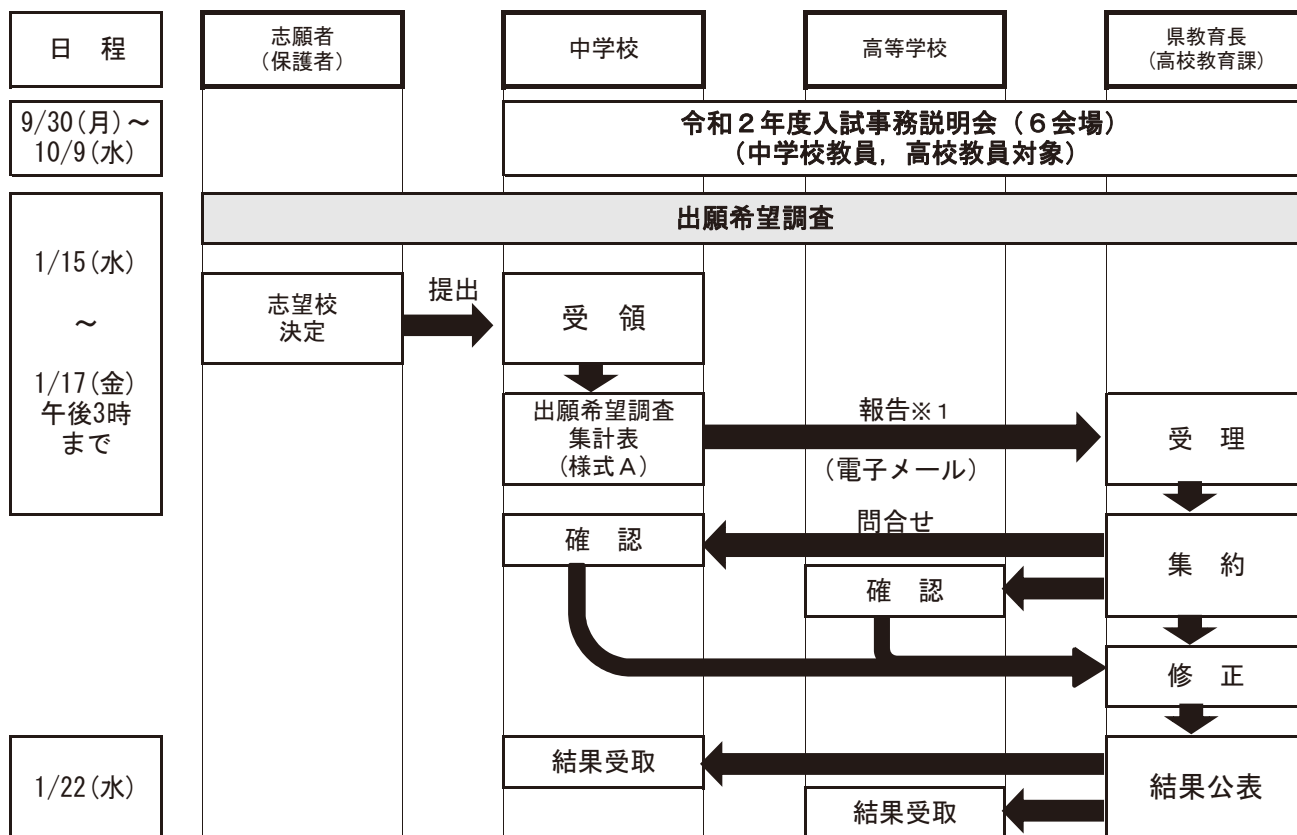 日　程
志願者
（保護者）
中学校
高等学校
県教育長
（高校教育課）
9/30(月)～
10/9(水)
令和２年度入試事務説明会（６会場）
（中学校教員，高校教員対象）
出願希望調査
1/15(水)
～
1/17(金)
午後3時
まで
志望校
決定
提出
受　領
出願希望調査
集計表
（様式Ａ）
報告※１
（電子メール）
受　理
問合せ
確　認
集　約
確　認
修　正
1/22(水)
結果受取
結果公表
結果受取